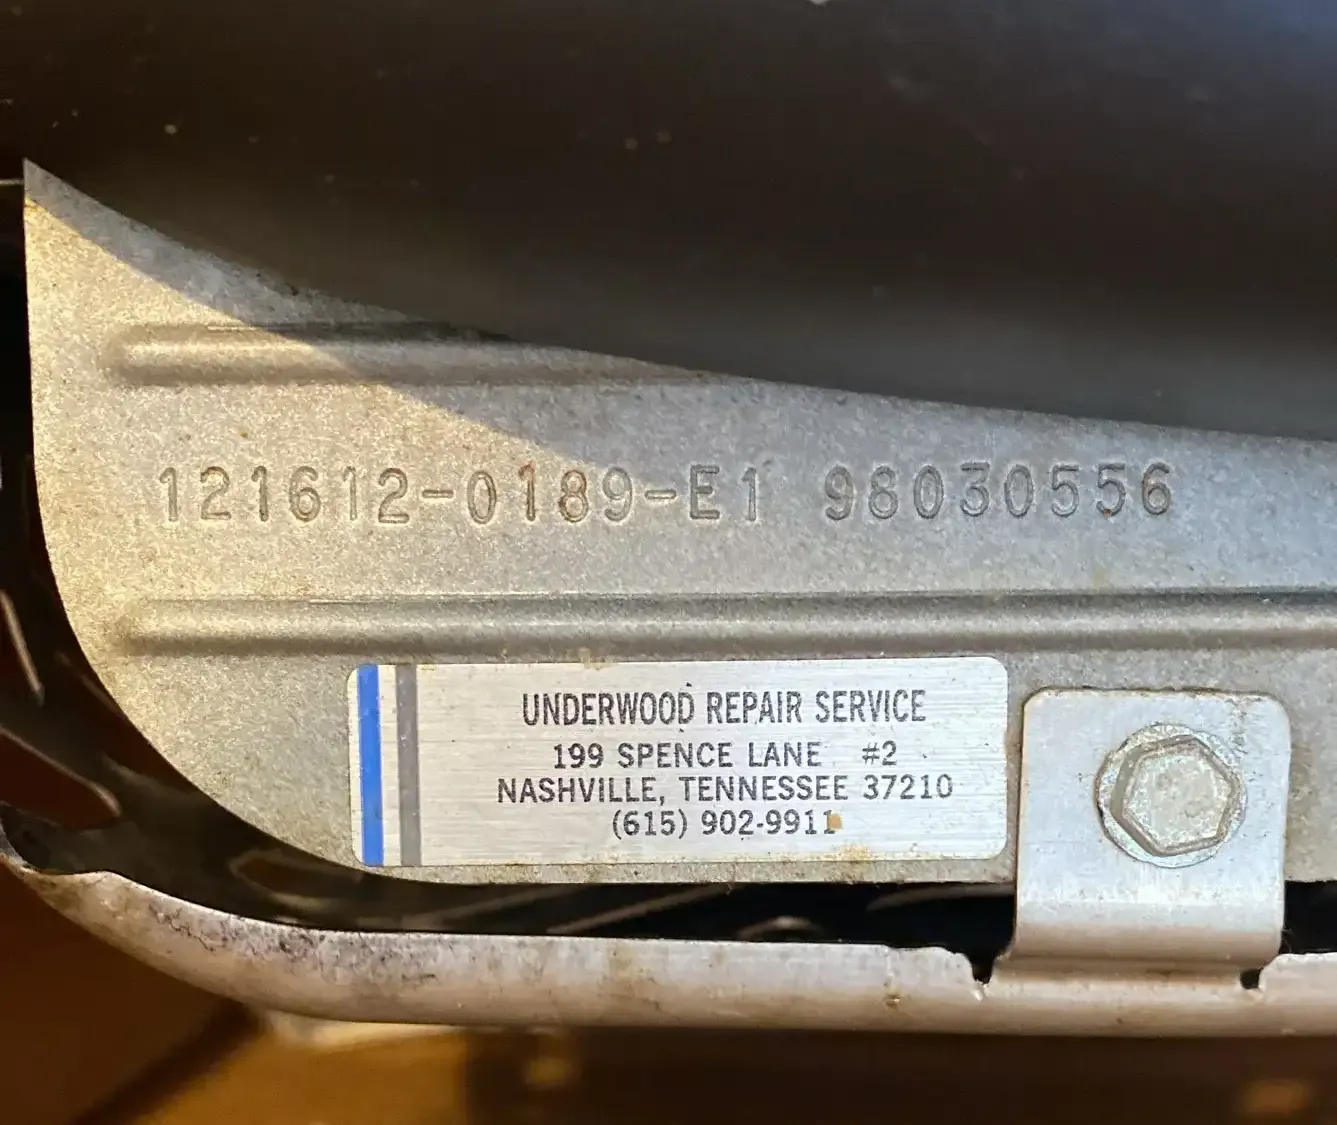 121612-0189-E1 98030556
UNDERWOOD REPAIR SERVICE
199 SPENCE LANE #2
NASHVILLE, TENNESSEE 37210
(615) 902-9911